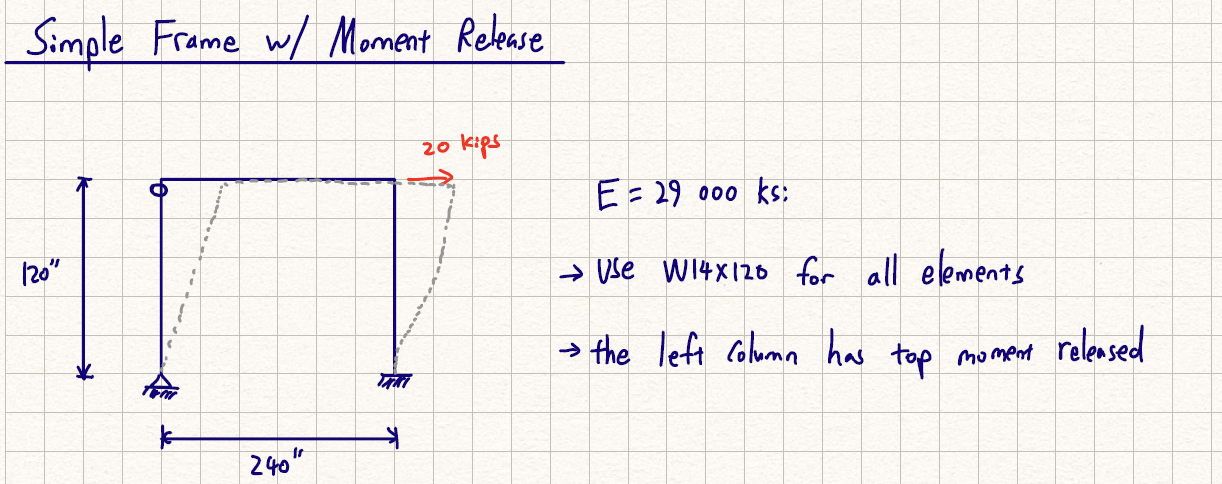 Simple Frame w/ Moment Release
20 kips
E = 29 000 ksi
120"
→ Use W14x120 for all elements
→ the left column has top moment released
240"